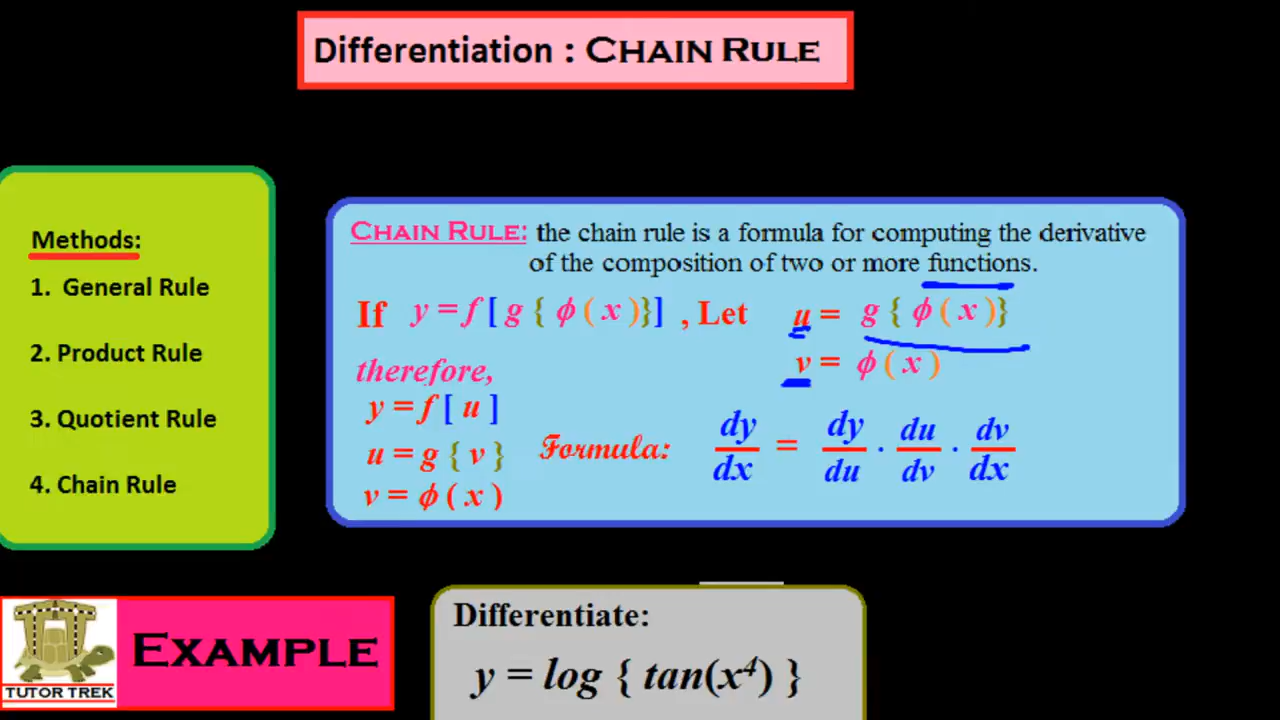 Differentiation : CHAIN RULE
Methods:
1. General Rule
2. Product Rule
3. Quotient Rule
4. Chain Rule
CHAIN RULE: the chain rule is a formula for computing the derivative
of the composition of two or more functions.
If y = f [ g { ϕ ( x )}] , Let u = g { ϕ ( x )}
v = ϕ ( x )
therefore,
y = f [ u ]
u = g { v }
v = ϕ ( x )
Formula: dy/dx = dy/du · du/dv · dv/dx
TUTOR TREK
EXAMPLE
Differentiate:
y = log { tan(x⁴) }